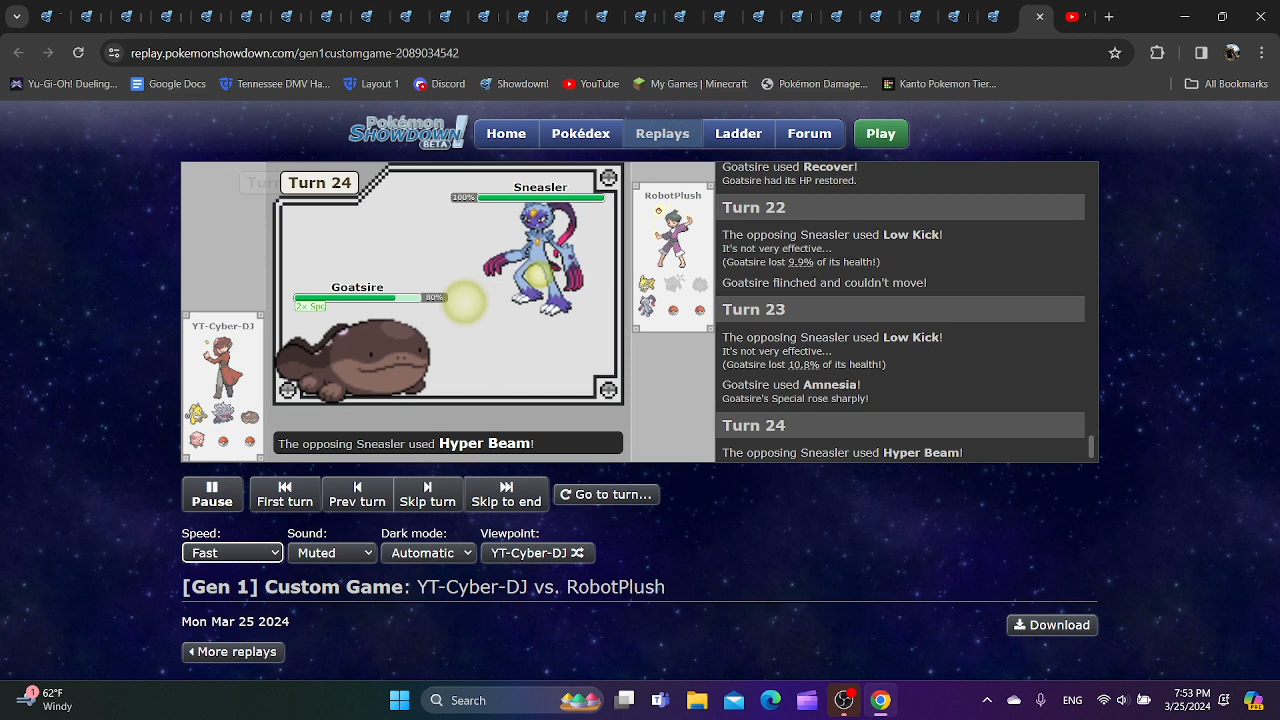 replay.pokemonshowdown.com/gen1customgame-2089034542
Yu-Gi-Oh! Dueling... Google Docs Tennessee DMV Ha... Layout 1 Discord Showdown! YouTube My Games | Minecraft Pokémon Damage... Kanto Pokemon Tier... All Bookmarks
Pokémon SHOWDOWN! BETA Home Pokédex Replays Ladder Forum Play
Turn 24
Sneasler
100%
Goatsire
80%
2× Spc
YT-Cyber-DJ
RobotPlush
The opposing Sneasler used Hyper Beam!
Goatsire used Recover!
Goatsire had its HP restored.
Turn 22
The opposing Sneasler used Low Kick!
It's not very effective...
(Goatsire lost 9.9% of its health!)
Goatsire flinched and couldn't move!
Turn 23
The opposing Sneasler used Low Kick!
It's not very effective...
(Goatsire lost 10.8% of its health!)
Goatsire used Amnesia!
Goatsire's Special rose sharply!
Turn 24
The opposing Sneasler used Hyper Beam!
Pause First turn Prev turn Skip turn Skip to end Go to turn...
Speed: Sound: Dark mode: Viewpoint:
Fast Muted Automatic YT-Cyber-DJ
[Gen 1] Custom Game: YT-Cyber-DJ vs. RobotPlush
Mon Mar 25 2024
Download
More replays
1 62°F
Windy
Search
ENG
7:53 PM
3/25/2024